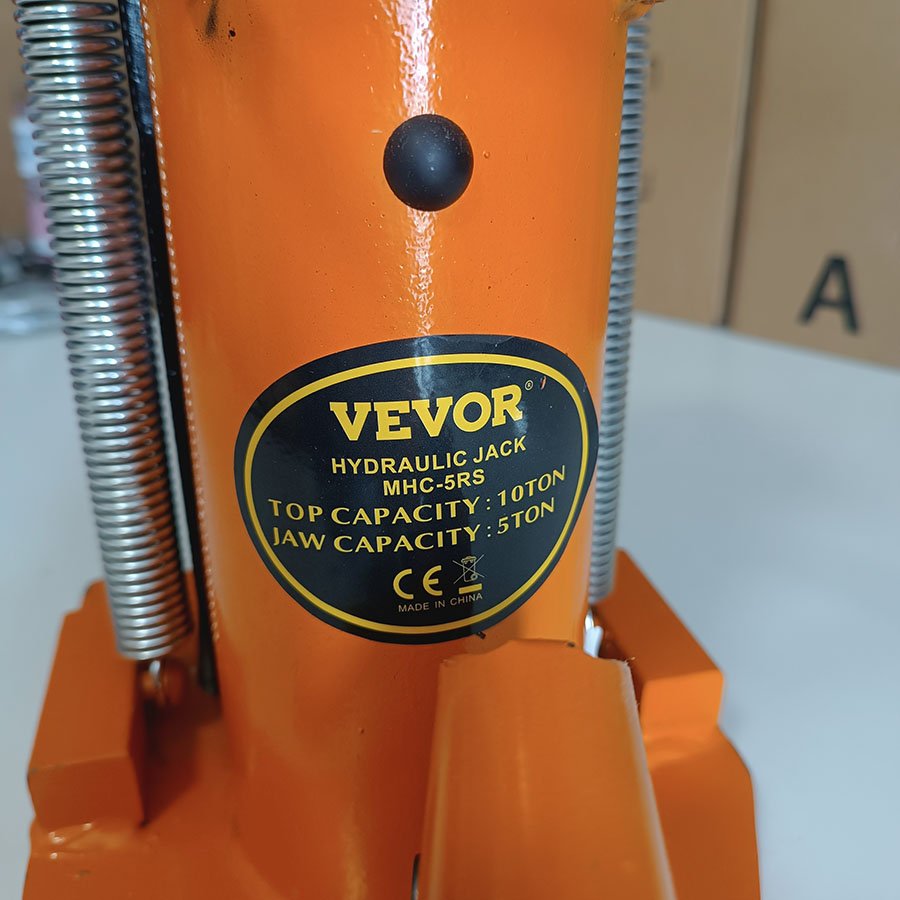 VEVOR®
HYDRAULIC JACK
MHC-5RS
TOP CAPACITY : 10TON
JAW CAPACITY : 5TON
CE
MADE IN CHINA
A